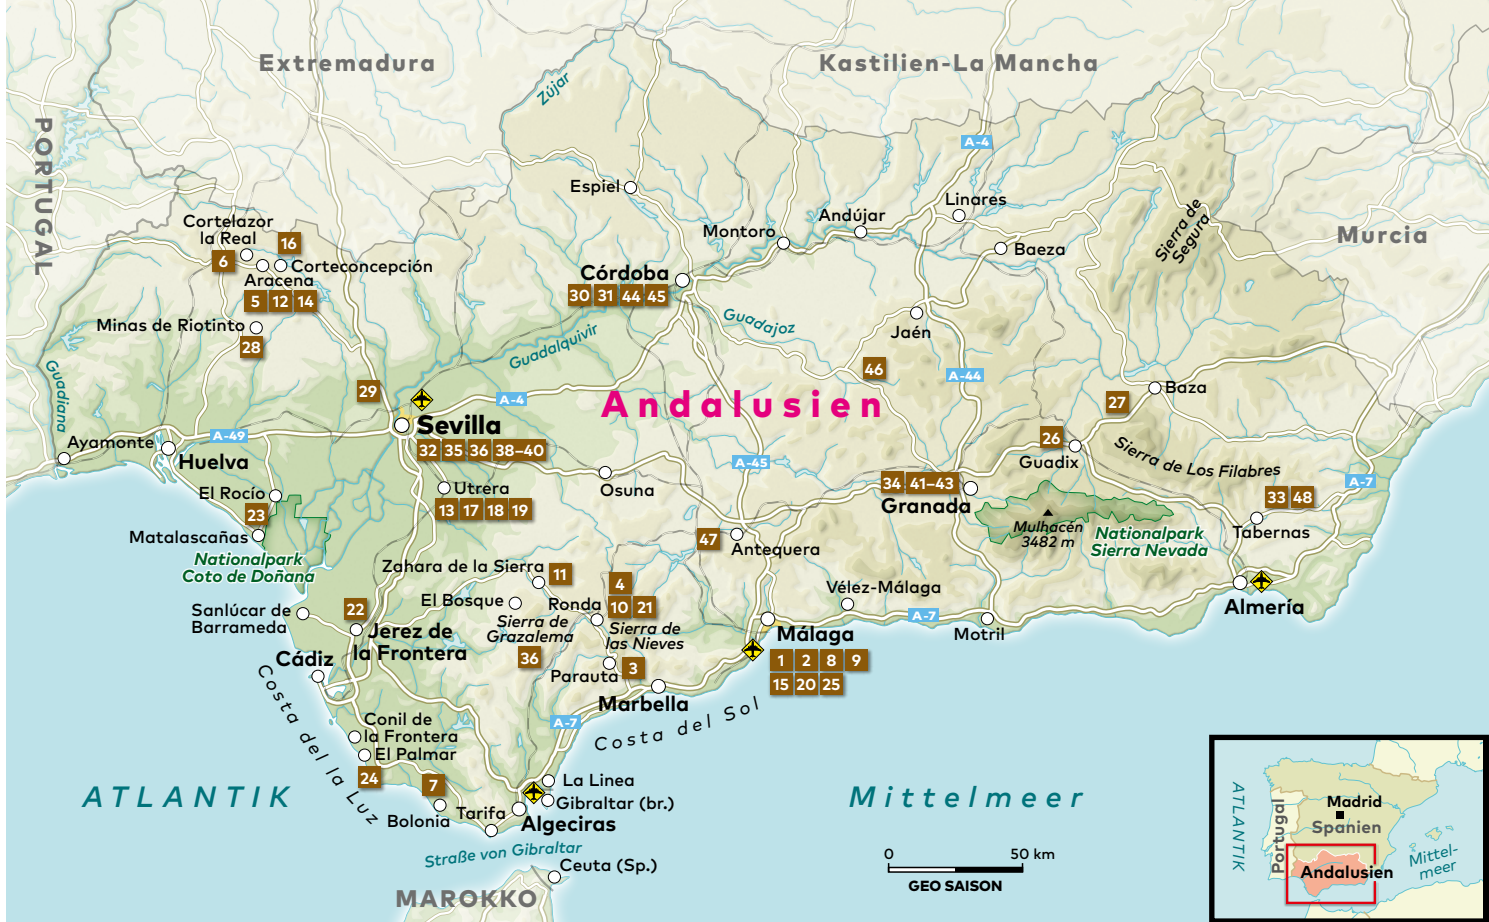 Extremadura
Kastilien-La Mancha
PORTUGAL
Murcia
Zújar
A-4
Espiel
Linares
Cortelazor
la Real
16
6
Corteconcepción
Aracena
5 12 14
Montoro
Andújar
Baeza
Sierra de
Segura
Córdoba
30 31 44 45
Minas de Riotinto
28
Guadalquivir
Guadajoz
Jaén
Guadiana
29
46
A-44
Baza
27
A-4
Andalusien
Ayamonte
A-49
Huelva
Sevilla
32 35 36 38–40
A-45
26
Guadix
Sierra de Los Filabres
A-7
El Rocío
23
Matalascañas
Nationalpark
Coto de Doñana
Utrera
13 17 18 19
Osuna
34 41–43
Granada
33 48
Tabernas
Mulhacén
3482 m
Nationalpark
Sierra Nevada
47
Antequera
Zahara de la Sierra
11
El Bosque
4
Ronda
10 21
Vélez-Málaga
A-7
Motril
Almería
Sanlúcar de
Barrameda
22
Jerez de
la Frontera
Sierra de
Grazalema
36
Sierra de
las Nieves
Málaga
1 2 8 9
15 20 25
Cádiz
Parauta
3
Marbella
A-7
Costa del Sol
Costa del la Luz
Conil de
la Frontera
El Palmar
24
7
Bolonia
Tarifa
La Linea
Gibraltar (br.)
Algeciras
ATLANTIK
Mittelmeer
Straße von Gibraltar
Ceuta (Sp.)
MAROKKO
0 50 km
GEO SAISON
ATLANTIK
Portugal
Madrid
Spanien
Andalusien
Mittel-
meer